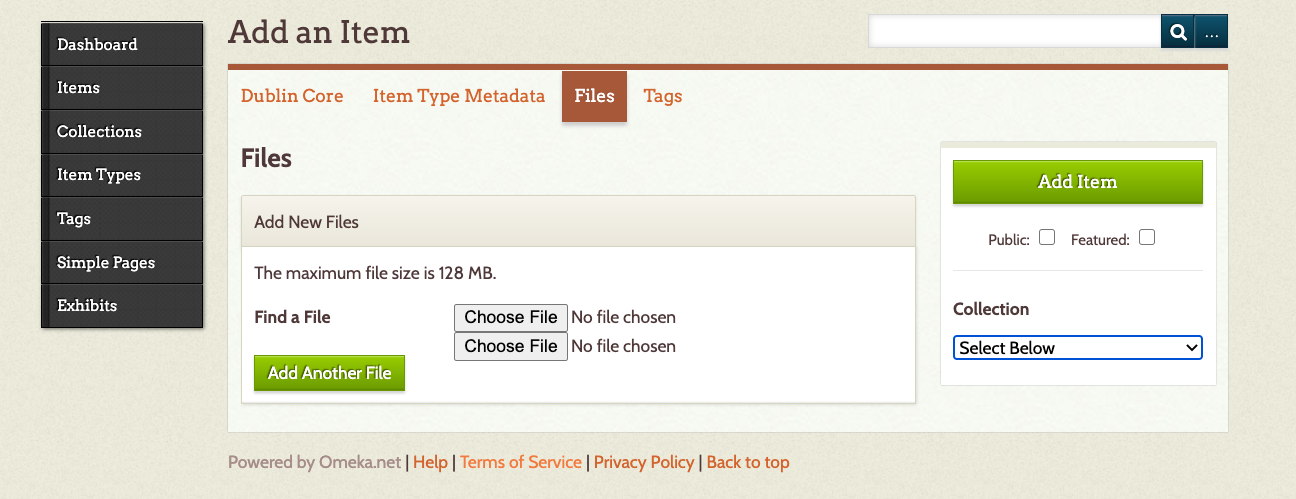 Dashboard
Items
Collections
Item Types
Tags
Simple Pages
Exhibits
Add an Item
...
Dublin Core Item Type Metadata Files Tags
Files
Add New Files
The maximum file size is 128 MB.
Find a File
Choose File No file chosen
Choose File No file chosen
Add Another File
Add Item
Public: Featured:
Collection
Select Below
Powered by Omeka.net | Help | Terms of Service | Privacy Policy | Back to top